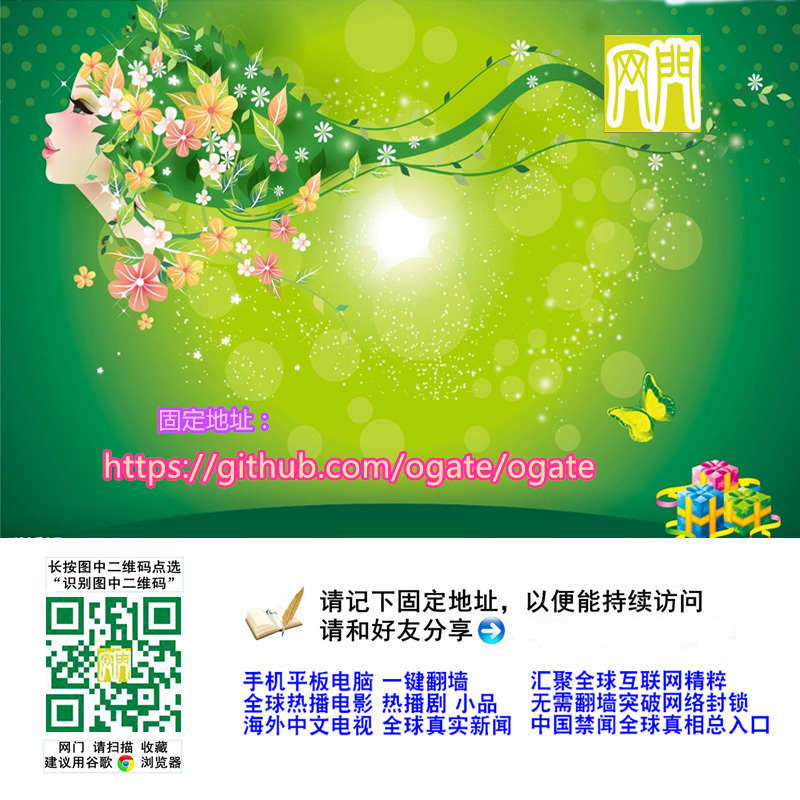 网门
固定地址：
https://github.com/ogate/ogate
长按图中二维码点选
“识别图中二维码”
网门
网门 请扫描 收藏
建议用谷歌 浏览器
请记下固定地址，以便能持续访问
请和好友分享
手机平板电脑 一键翻墙
全球热播电影 热播剧 小品
海外中文电视 全球真实新闻
汇聚全球互联网精粹
无需翻墙突破网络封锁
中国禁闻全球真相总入口